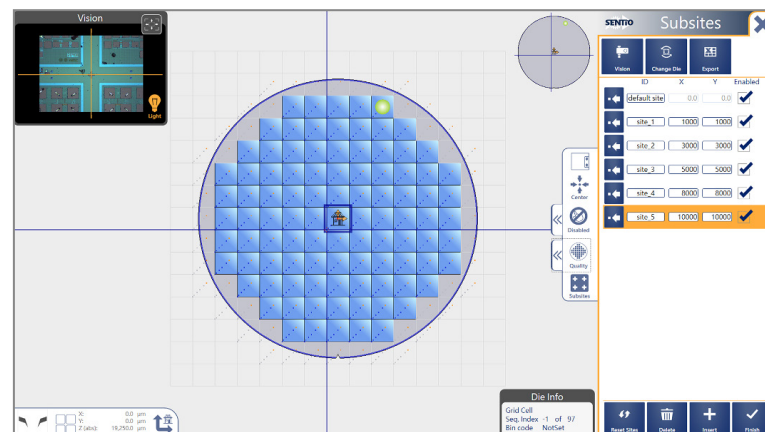 Vision
Light
SENTIO Subsites
Vision Change Die Export
ID X Y Enabled
default site 0.0 0.0
site_1 1000 1000
site_2 3000 3000
site_3 5000 5000
site_4 8000 8000
site_5 10000 10000
Center
Disabled
Quality
Subsites
X: 0.0 µm
Y: 0.0 µm
Z (abs): 19,250.0 µm
Die Info
Grid Cell
Seq. Index -1 of 97
Bin code NotSet
Reset Sites Delete Insert Finish